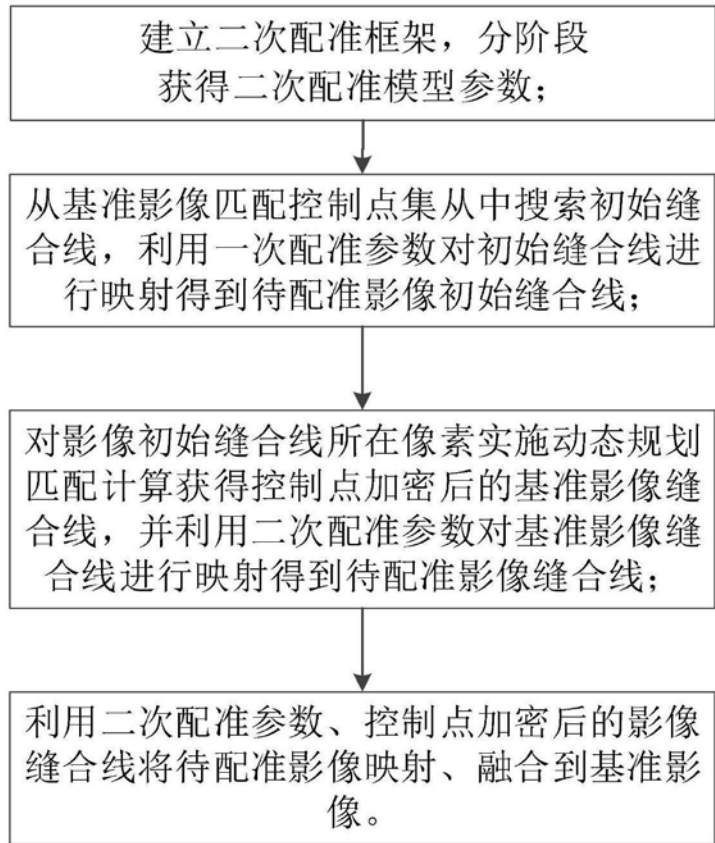 建立二次配准框架，分阶段
获得二次配准模型参数；
从基准影像匹配控制点集从中搜索初始缝
合线，利用一次配准参数对初始缝合线进
行映射得到待配准影像初始缝合线；
对影像初始缝合线所在像素实施动态规划
匹配计算获得控制点加密后的基准影像缝
合线，并利用二次配准参数对基准影像缝
合线进行映射得到待配准影像缝合线；
利用二次配准参数、控制点加密后的影像
缝合线将待配准影像映射、融合到基准影
像。